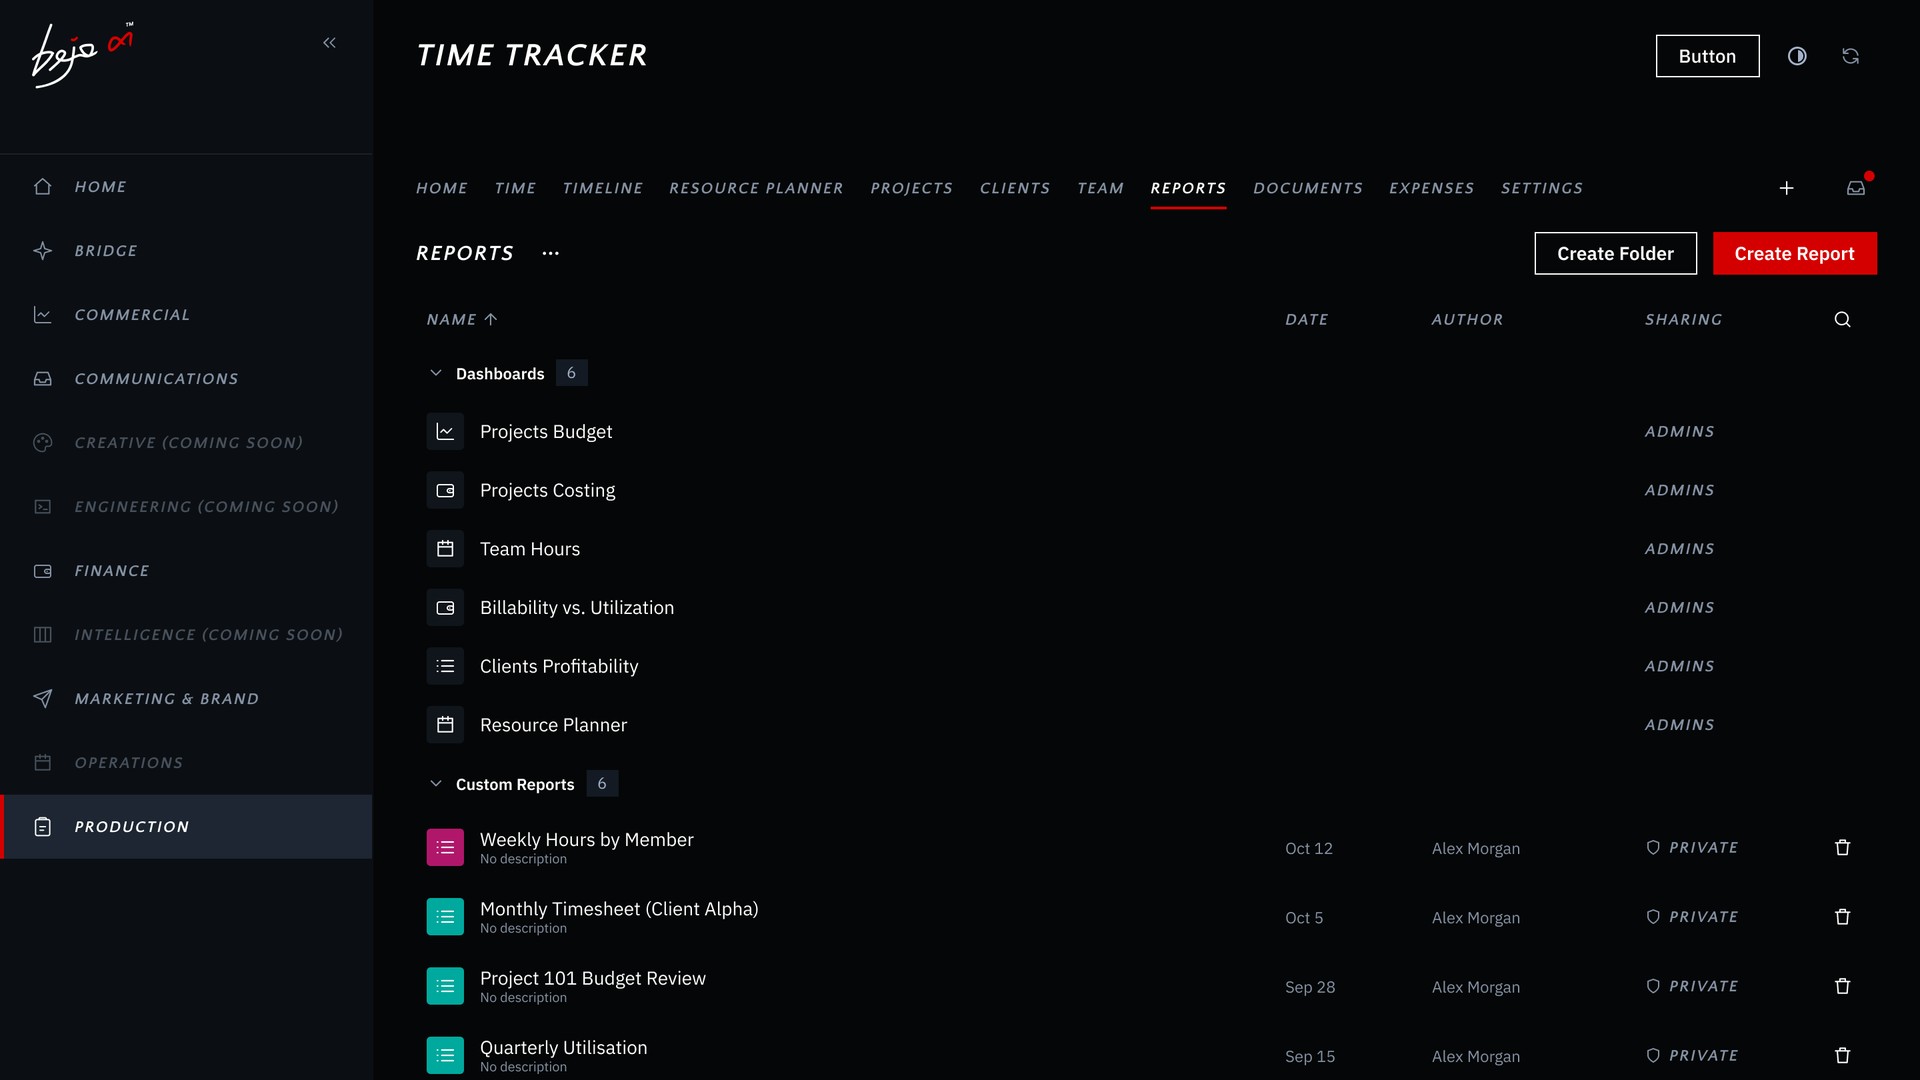 beja ™
TIME TRACKER
Button
HOME
BRIDGE
COMMERCIAL
COMMUNICATIONS
CREATIVE (COMING SOON)
ENGINEERING (COMING SOON)
FINANCE
INTELLIGENCE (COMING SOON)
MARKETING & BRAND
OPERATIONS
PRODUCTION
HOME TIME TIMELINE RESOURCE PLANNER PROJECTS CLIENTS TEAM REPORTS DOCUMENTS EXPENSES SETTINGS
REPORTS
Create Folder Create Report
NAME DATE AUTHOR SHARING
Dashboards 6
Projects Budget ADMINS
Projects Costing ADMINS
Team Hours ADMINS
Billability vs. Utilization ADMINS
Clients Profitability ADMINS
Resource Planner ADMINS
Custom Reports 6
Weekly Hours by Member Oct 12 Alex Morgan PRIVATE
No description
Monthly Timesheet (Client Alpha) Oct 5 Alex Morgan PRIVATE
No description
Project 101 Budget Review Sep 28 Alex Morgan PRIVATE
No description
Quarterly Utilisation Sep 15 Alex Morgan PRIVATE
No description